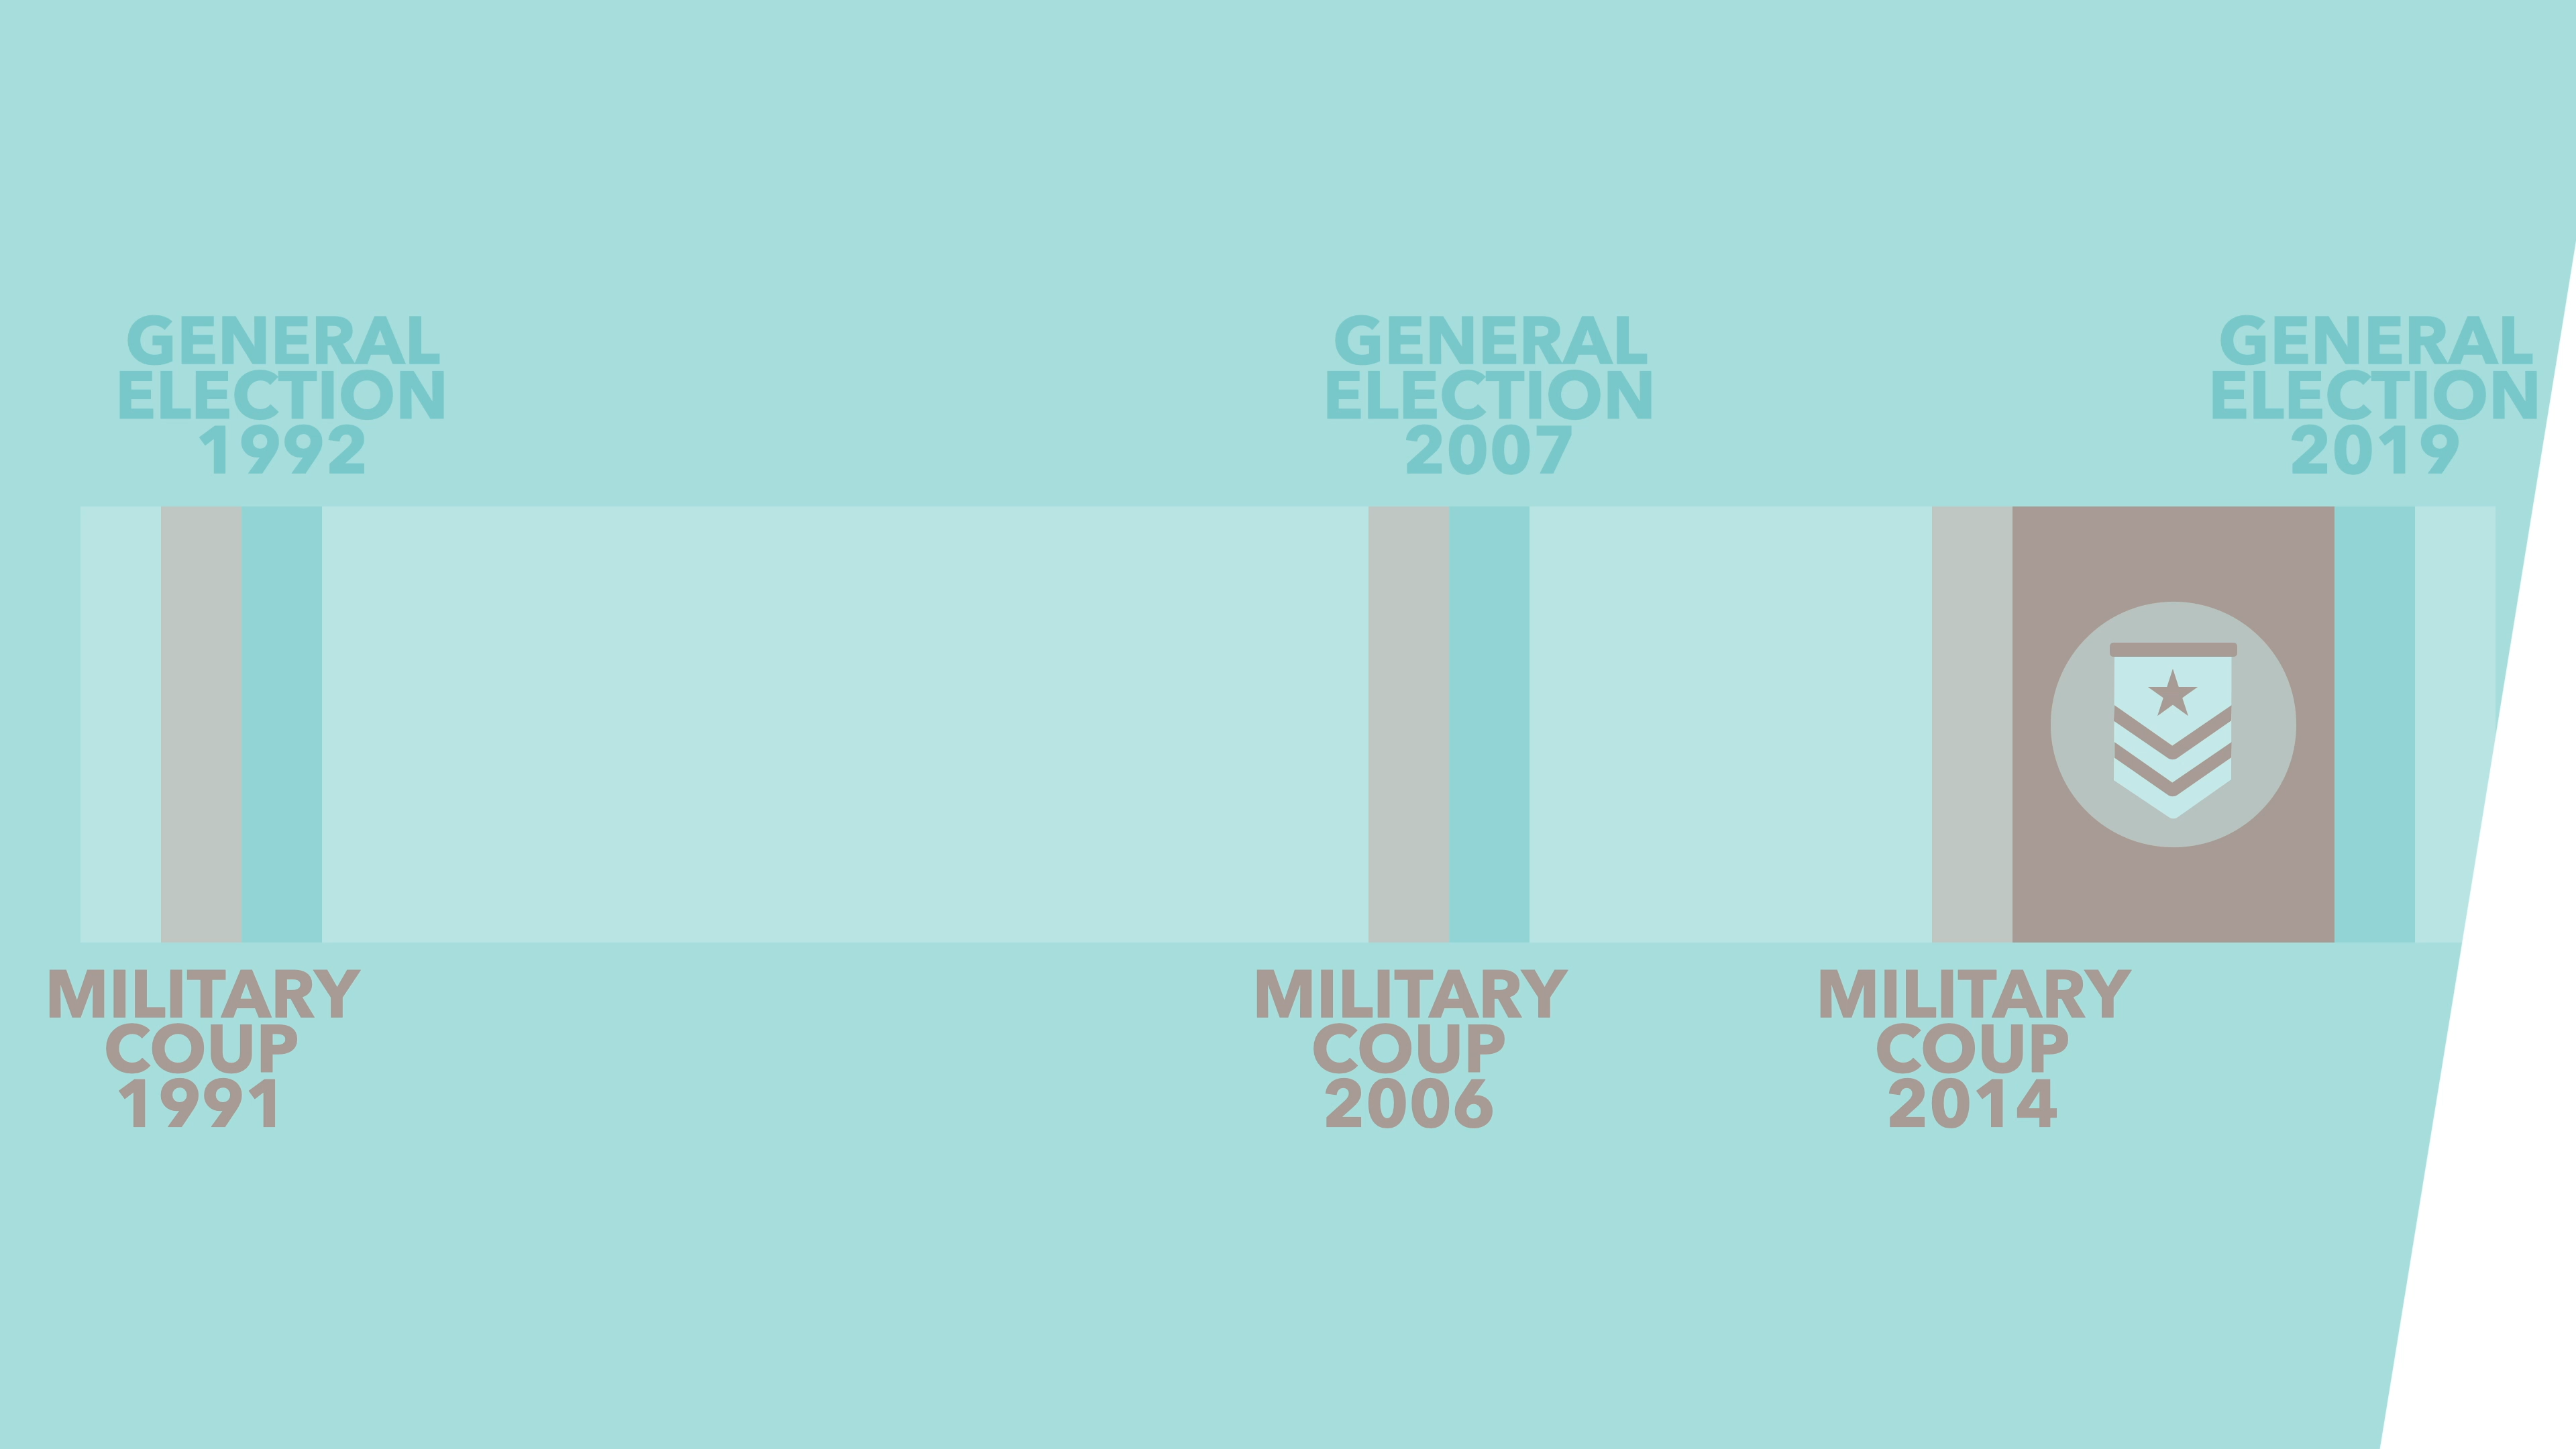 GENERAL
ELECTION
1992
GENERAL
ELECTION
2007
GENERAL
ELECTION
2019
MILITARY
COUP
1991
MILITARY
COUP
2006
MILITARY
COUP
2014